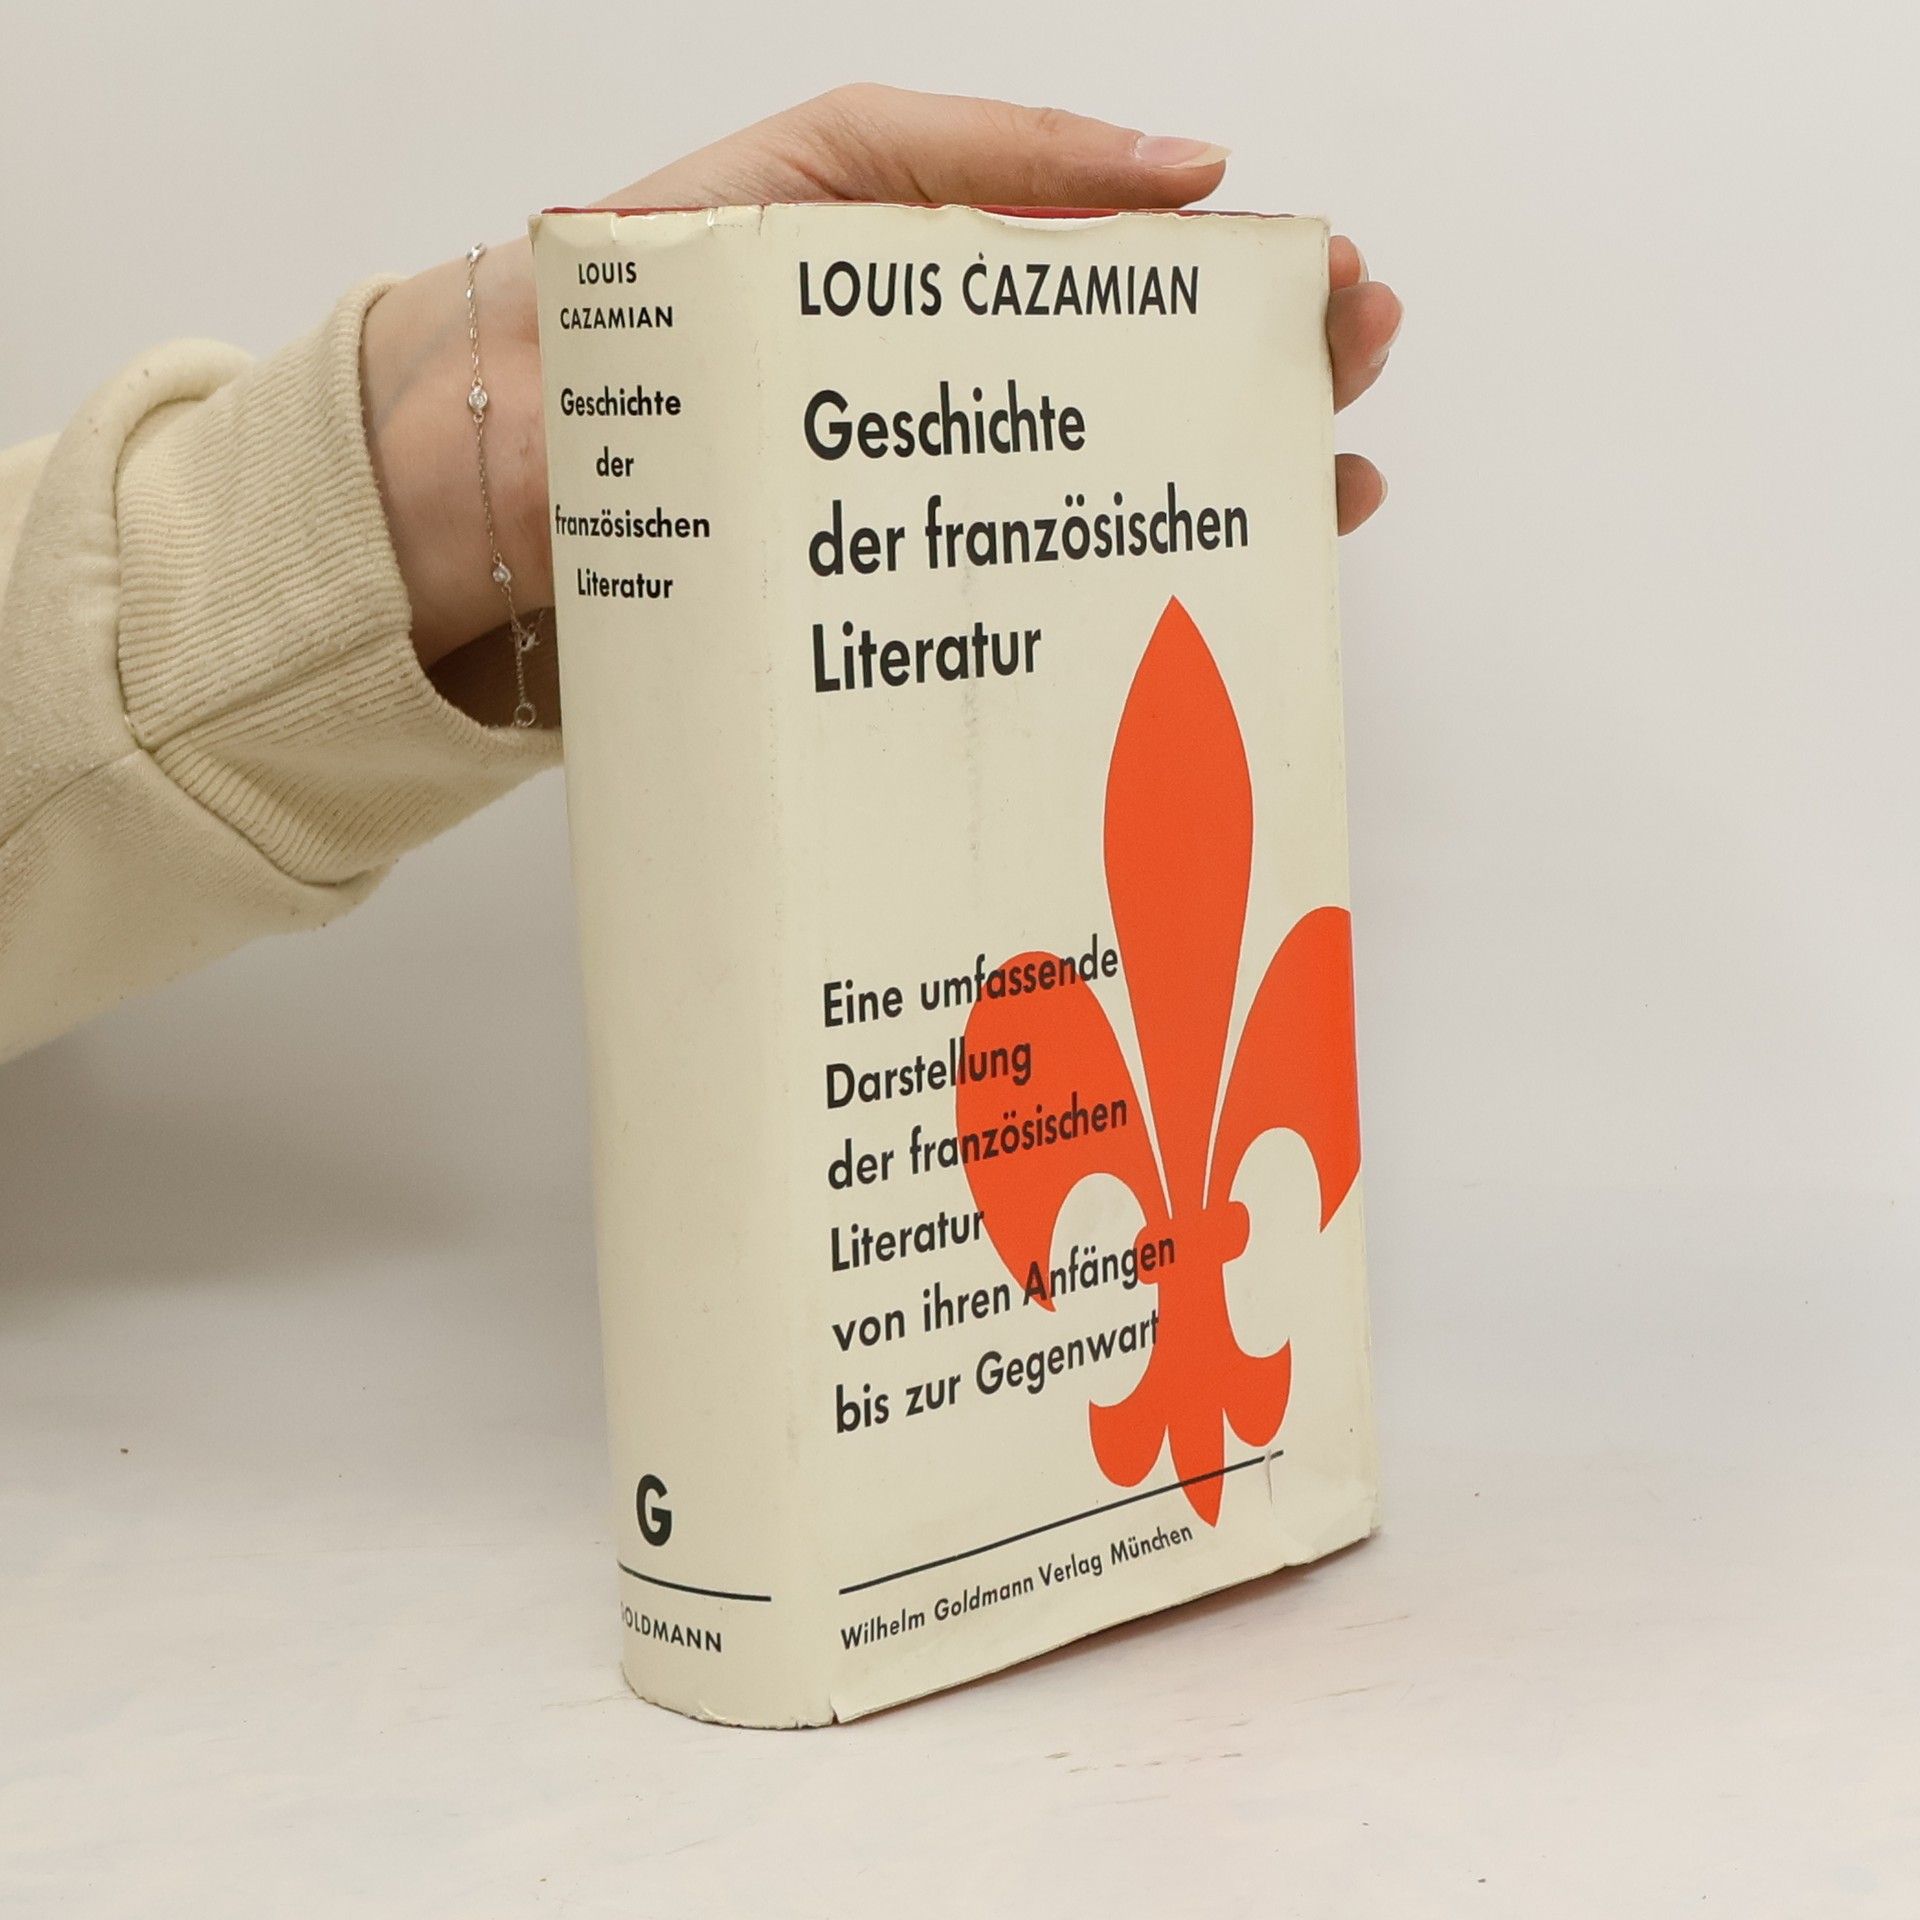 LOUIS
CAZAMIAN
Geschichte
der
französischen
Literatur
G
GOLDMANN
LOUIS CAZAMIAN
Geschichte
der französischen
Literatur
Eine umfassende
Darstellung
der französischen
Literatur
von ihren Anfängen
bis zur Gegenwart
Wilhelm Goldmann Verlag München